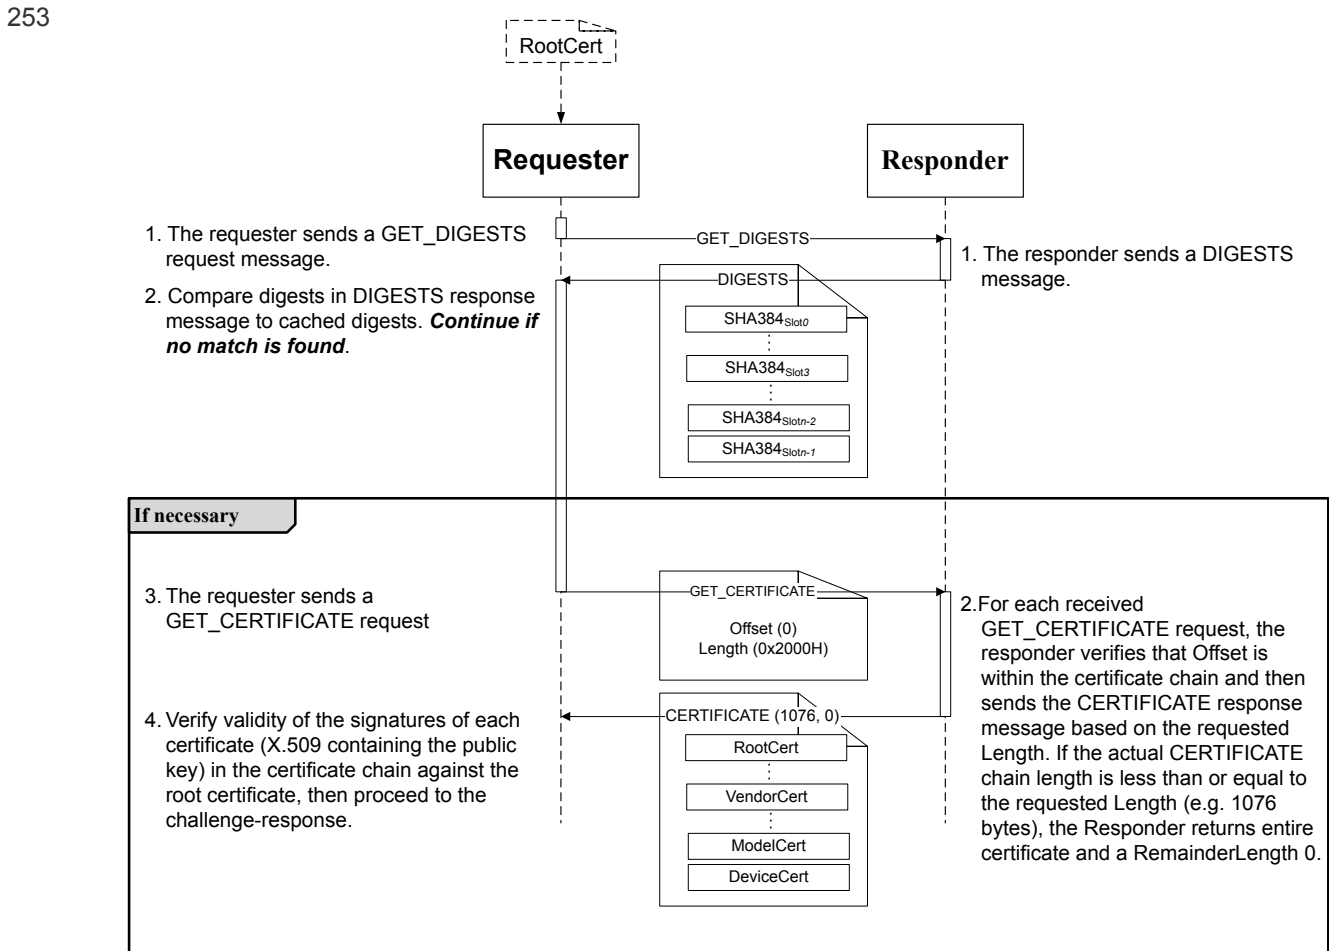 253
RootCert
Requester
Responder
1. The requester sends a GET_DIGESTS
request message.
2. Compare digests in DIGESTS response
message to cached digests. Continue if
no match is found.
GET_DIGESTS
1. The responder sends a DIGESTS
message.
DIGESTS
SHA384Slot0
SHA384Slot3
SHA384Slotn-2
SHA384Slotn-1
If necessary
3. The requester sends a
GET_CERTIFICATE request
GET_CERTIFICATE
Offset (0)
Length (0x2000H)
2.For each received
GET_CERTIFICATE request, the
responder verifies that Offset is
within the certificate chain and then
sends the CERTIFICATE response
message based on the requested
Length. If the actual CERTIFICATE
chain length is less than or equal to
the requested Length (e.g. 1076
bytes), the Responder returns entire
certificate and a RemainderLength 0.
4. Verify validity of the signatures of each
certificate (X.509 containing the public
key) in the certificate chain against the
root certificate, then proceed to the
challenge-response.
CERTIFICATE (1076, 0)
RootCert
VendorCert
ModelCert
DeviceCert